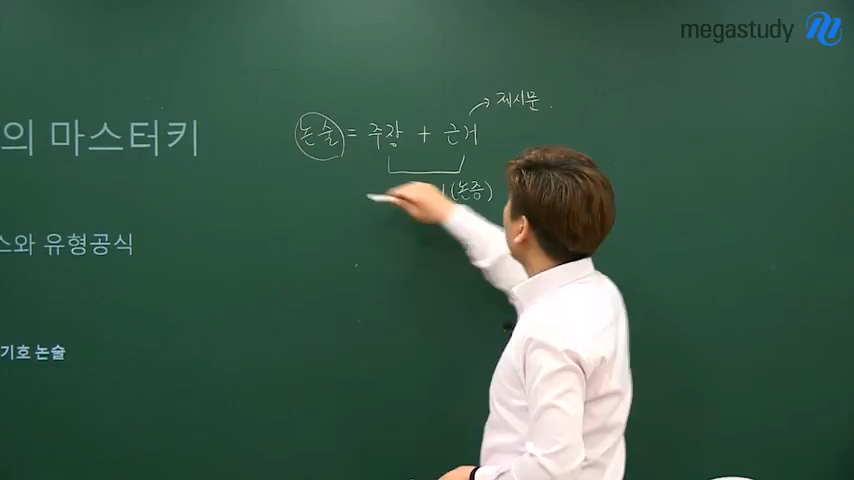 megastudy
제시문.
의 마스터키
논술 = 주장 + 근거
(논증)
스와 유형공식
기호 논술